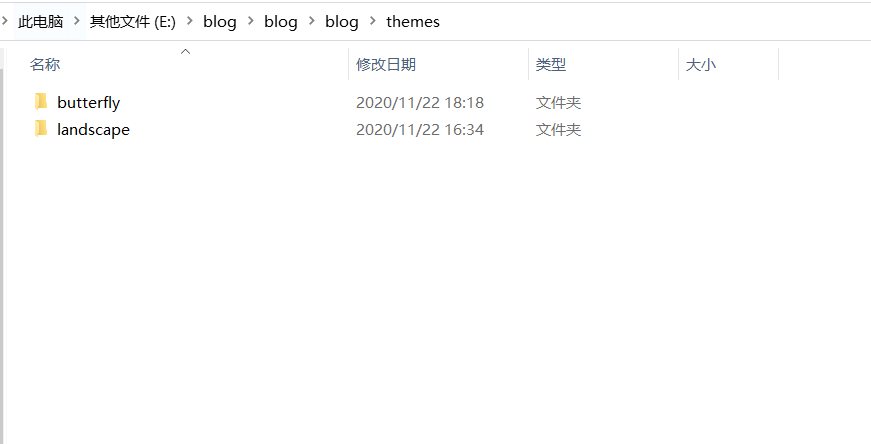 此电脑 > 其他文件 (E:) > blog > blog > blog > themes
名称 修改日期 类型 大小
butterfly 2020/11/22 18:18 文件夹
landscape 2020/11/22 16:34 文件夹